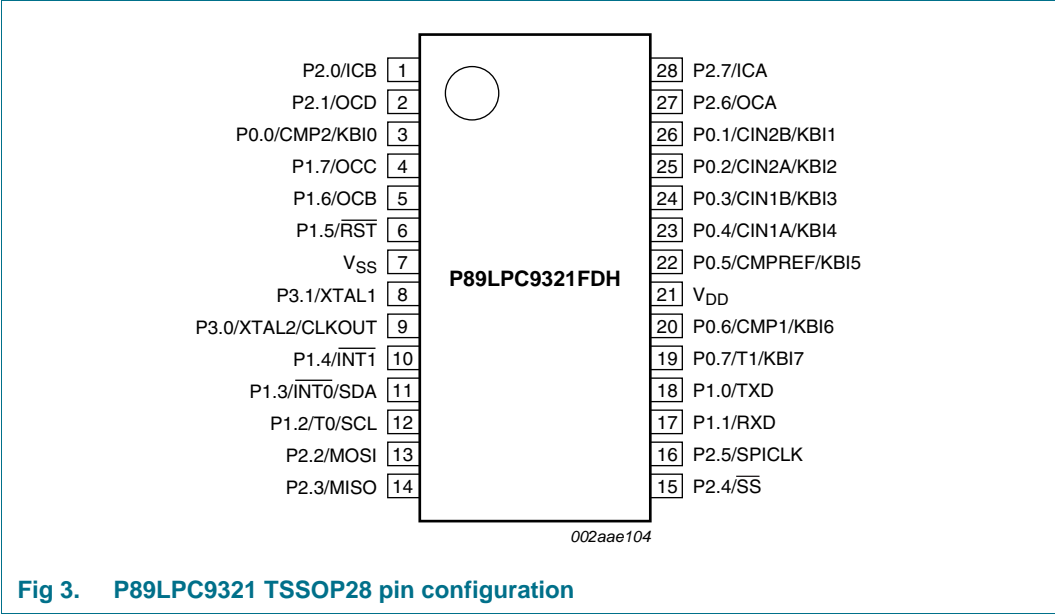 P2.0/ICB 1
P2.1/OCD 2
P0.0/CMP2/KBI0 3
P1.7/OCC 4
P1.6/OCB 5
P1.5/R̅S̅T̅ 6
VSS 7
P3.1/XTAL1 8
P3.0/XTAL2/CLKOUT 9
P1.4/I̅N̅T̅1̅ 10
P1.3/I̅N̅T̅0̅/SDA 11
P1.2/T0/SCL 12
P2.2/MOSI 13
P2.3/MISO 14
P89LPC9321FDH
28 P2.7/ICA
27 P2.6/OCA
26 P0.1/CIN2B/KBI1
25 P0.2/CIN2A/KBI2
24 P0.3/CIN1B/KBI3
23 P0.4/CIN1A/KBI4
22 P0.5/CMPREF/KBI5
21 VDD
20 P0.6/CMP1/KBI6
19 P0.7/T1/KBI7
18 P1.0/TXD
17 P1.1/RXD
16 P2.5/SPICLK
15 P2.4/S̅S̅
002aae104
Fig 3. P89LPC9321 TSSOP28 pin configuration